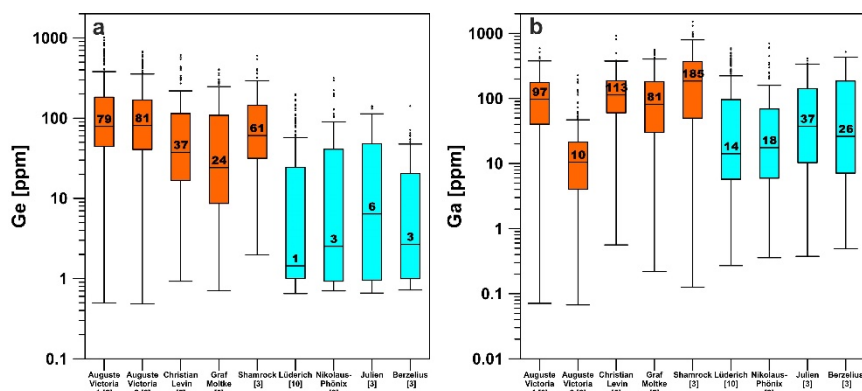 a
1000
100
10
1
0.1
Ge [ppm]
79
81
37
24
61
1
3
6
3
Auguste
Victoria
Auguste
Victoria
Christian
Levin
Graf
Moltke
Shamrock
[3]
Lüderich
[10]
Nikolaus-
Phönix
Julien
[3]
Berzelius
[3]
b
1000
100
10
1
0.1
0.01
Ga [ppm]
97
10
113
81
185
14
18
37
26
Auguste
Victoria
Auguste
Victoria
Christian
Levin
Graf
Moltke
Shamrock
[3]
Lüderich
[10]
Nikolaus-
Phönix
Julien
[3]
Berzelius
[3]